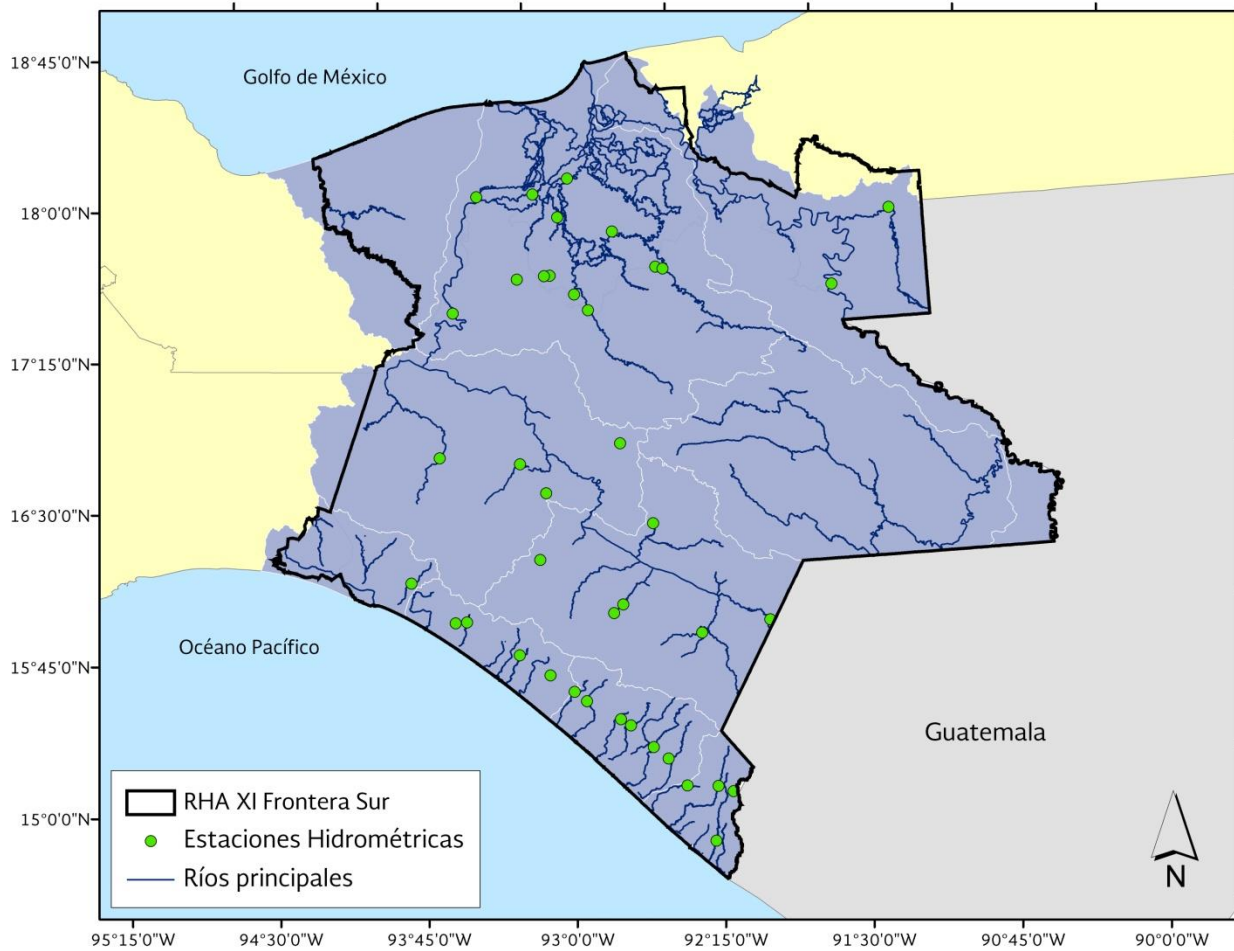 Golfo de México
Océano Pacífico
Guatemala
RHA XI Frontera Sur
Estaciones Hidrométricas
Ríos principales
N
18°45'0"N
18°0'0"N
17°15'0"N
16°30'0"N
15°45'0"N
15°0'0"N
95°15'0"W
94°30'0"W
93°45'0"W
93°0'0"W
92°15'0"W
91°30'0"W
90°45'0"W
90°0'0"W